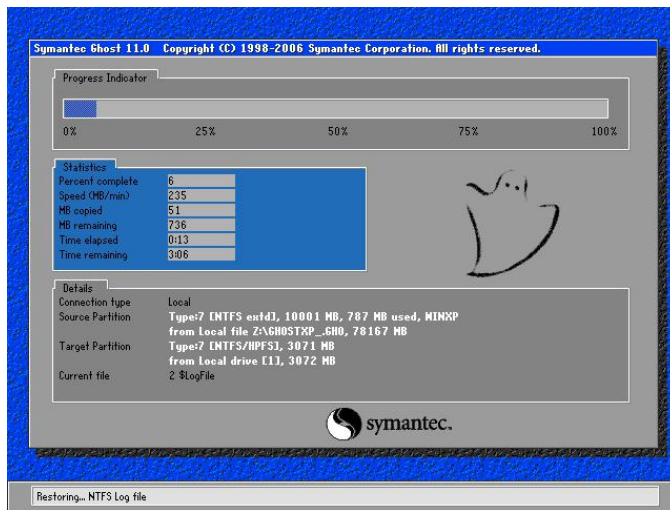 Symantec Ghost 11.0 Copyright (C) 1998-2006 Symantec Corporation. All rights reserved.
Progress Indicator
0% 25% 50% 75% 100%
Statistics
Percent complete 6
Speed (MB/min) 235
MB copied 51
MB remaining 736
Time elapsed 0:13
Time remaining 3:06
Details
Connection type Local
Source Partition Type:7 [NTFS extd], 10001 MB, 787 MB used, WINXP
from Local file Z:\GHOSTXP_.GHO, 78167 MB
Target Partition Type:7 [NTFS/HPFS], 3071 MB
from Local drive [1], 3072 MB
Current file 2 $LogFile
symantec.
Restoring... NTFS Log file